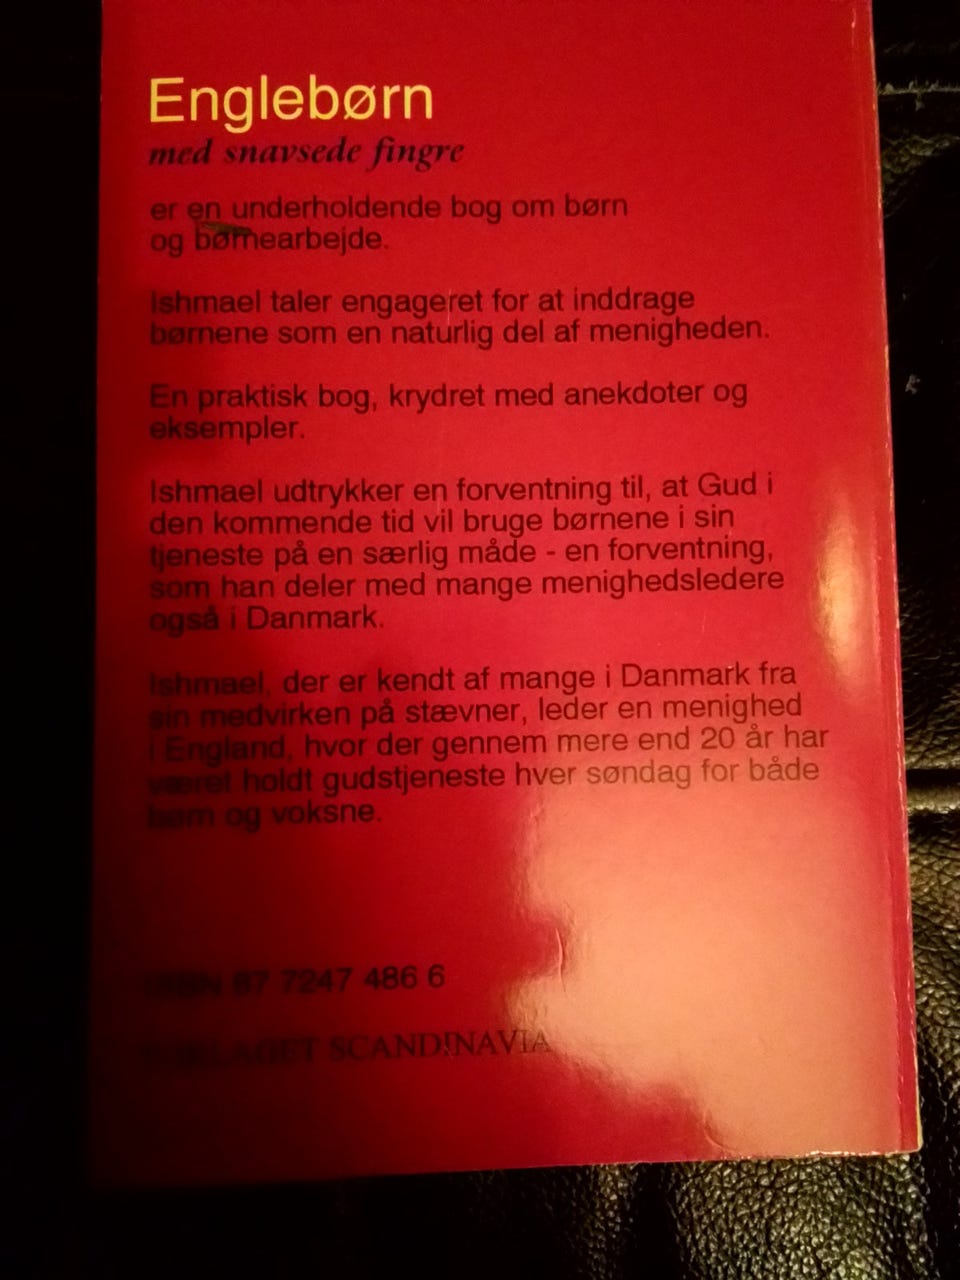 Englebørn
med snavsede fingre
er en underholdende bog om børn
og børnearbejde.
Ishmael taler engageret for at inddrage
børnene som en naturlig del af menigheden.
En praktisk bog, krydret med anekdoter og
eksempler.
Ishmael udtrykker en forventning til, at Gud i
den kommende tid vil bruge børnene i sin
tjeneste på en særlig måde - en forventning,
som han deler med mange menighedsledere
også i Danmark.
Ishmael, der er kendt af mange i Danmark fra
sin medvirken på stævner, leder en menighed
i England, hvor der gennem mere end 20 år har
været holdt gudstjeneste hver søndag for både
børn og voksne.
ISBN 87 7247 486 6
FORLAGET SCANDINAVIA